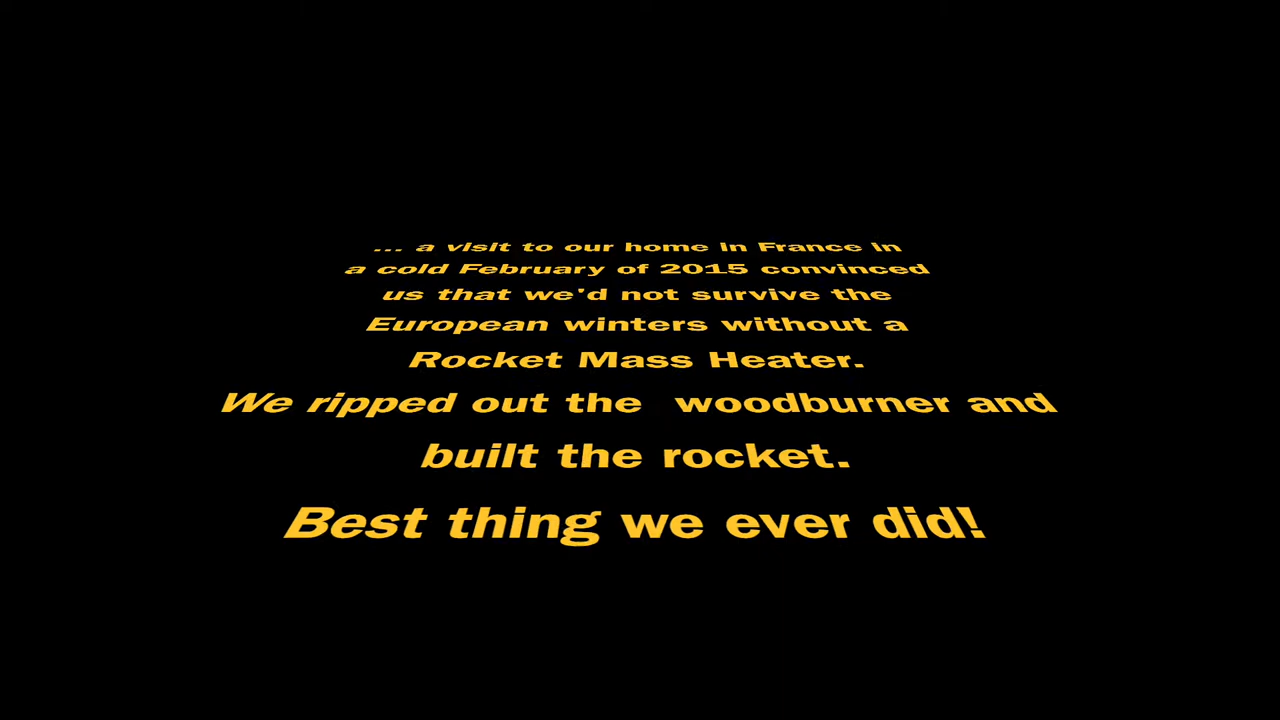 ... a visit to our home in France in
a cold February of 2015 convinced
us that we'd not survive the
European winters without a
Rocket Mass Heater.
We ripped out the  woodburner and
built the rocket.
Best thing we ever did!